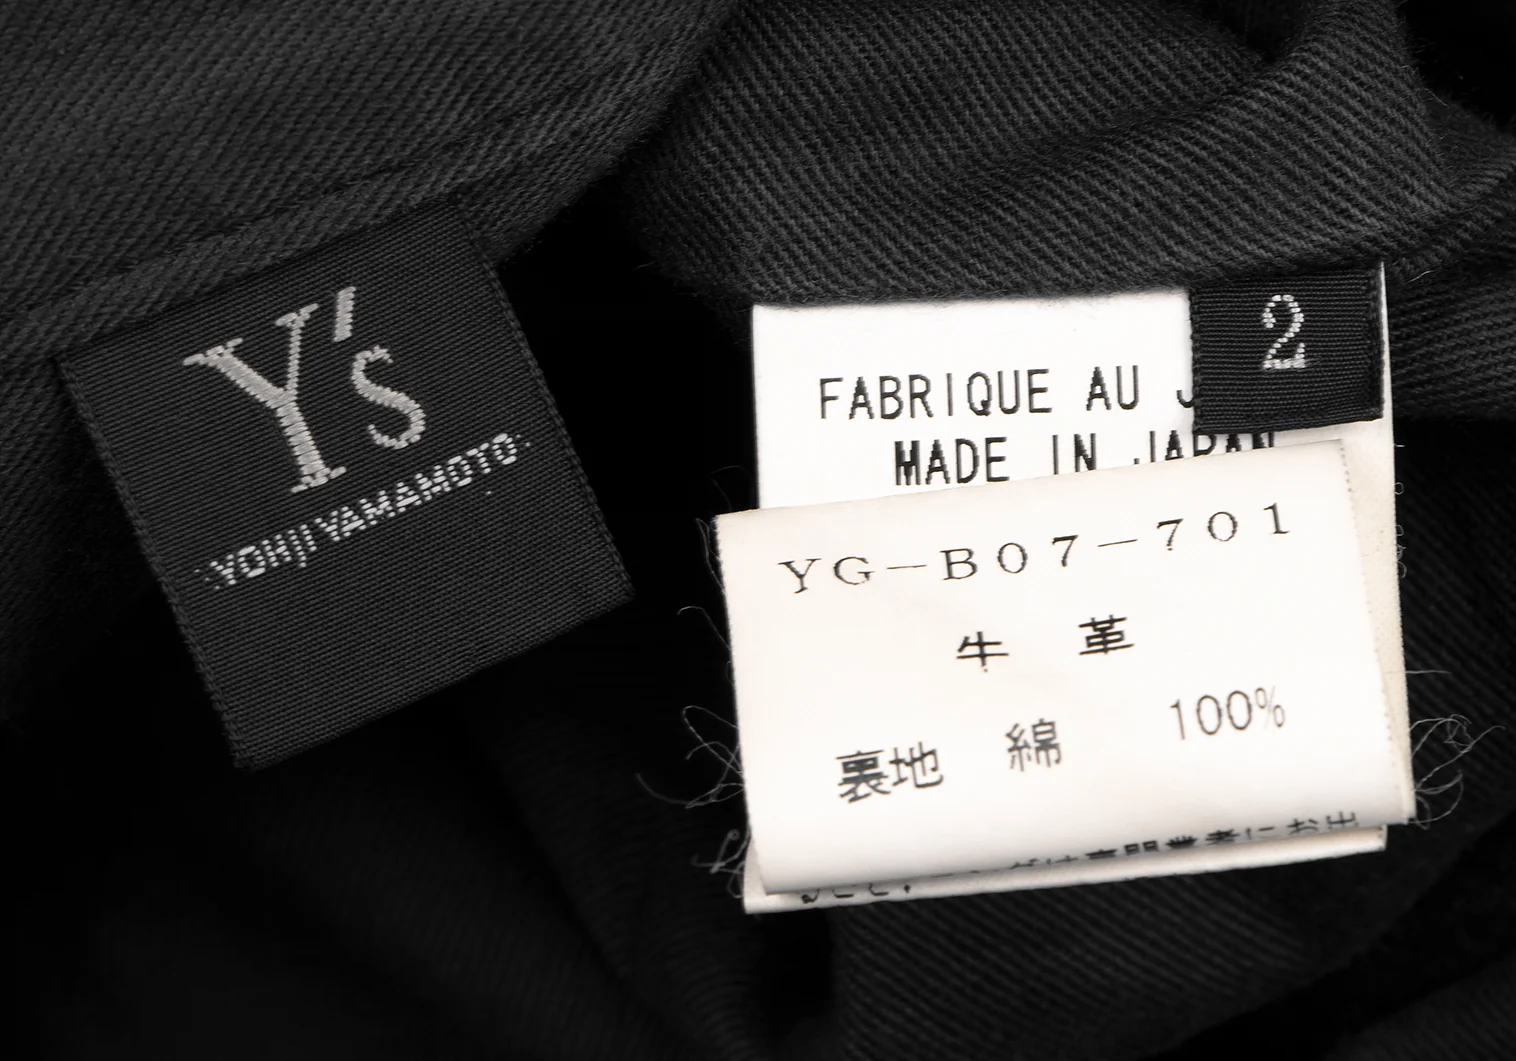 Y's
YOHJI YAMAMOTO
2
FABRIQUE AU J
MADE IN JAPAN
YG-B07-701
牛 革
裏地 綿 100%